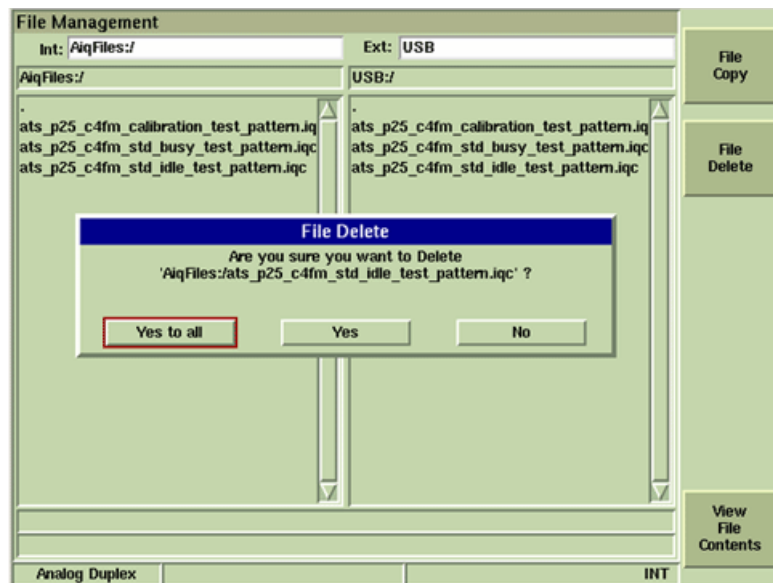 File Management
Int: AiqFiles:/
Ext: USB
AiqFiles:/
USB:/
.
ats_p25_c4fm_calibration_test_pattern.iq
ats_p25_c4fm_std_busy_test_pattern.iqc
ats_p25_c4fm_std_idle_test_pattern.iqc
.
ats_p25_c4fm_calibration_test_pattern.iq
ats_p25_c4fm_std_busy_test_pattern.iq
ats_p25_c4fm_std_idle_test_pattern.iqc
File Delete
Are you sure you want to Delete
'AiqFiles:/ats_p25_c4fm_std_idle_test_pattern.iqc' ?
Yes to all
Yes
No
File
Copy
File
Delete
View
File
Contents
Analog Duplex
INT